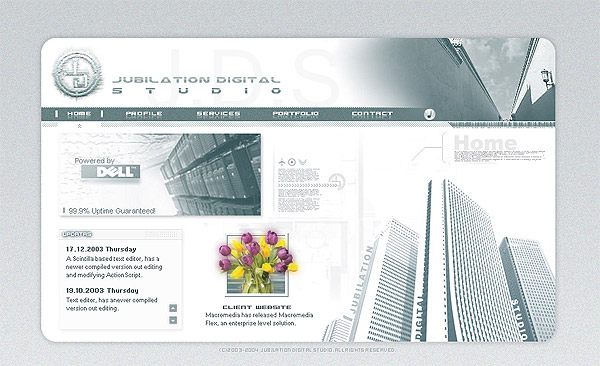 J.D.S
JUBILATION DIGITAL
STUDIO
HOME PROFILE SERVICES PORTFOLIO CONTACT
Home
Powered by
DELL
99.9% Uptime Guaranteed!
UPDATES
17.12.2003 Thursday
A Scintilla based text editor, has a
newer compiled version out editing
and modifying ActionScript.
19.10.2003 Thursday
Text editor, has anewer compiled
version out editing.
CLIENT WEBSITE
Macromedia has released Macromedia
Flex, an enterprise level solution.
JUBILATION
DIGITAL
STUDIO
(C)2003-2004 JUBILATION DIGITAL STUDIO. ALL RIGHTS RESERVED.